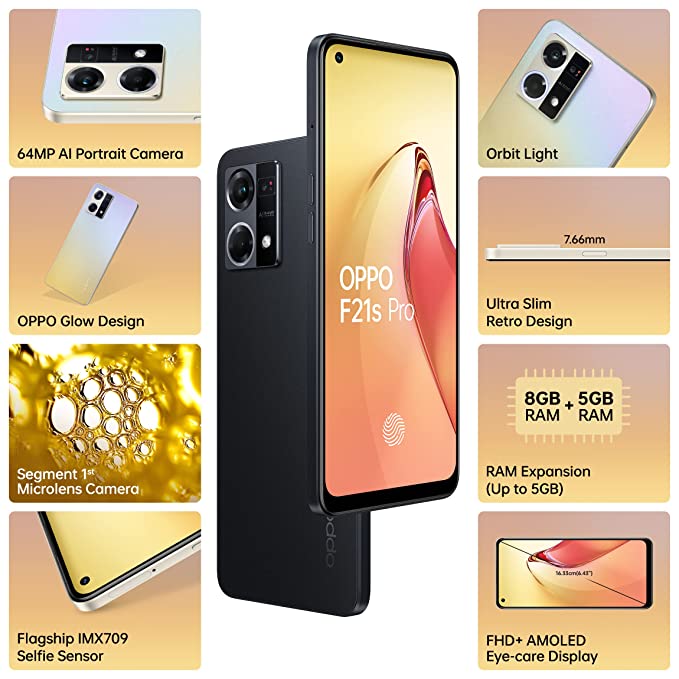 64MP AI Portrait Camera
OPPO Glow Design
Segment 1st
Microlens Camera
Flagship IMX709
Selfie Sensor
OPPO
F21s Pro
oppo
Orbit Light
7.66mm
Ultra Slim
Retro Design
8GB + 5GB
RAM RAM
RAM Expansion
(Up to 5GB)
16.33cm(6.43")
FHD+ AMOLED
Eye-care Display